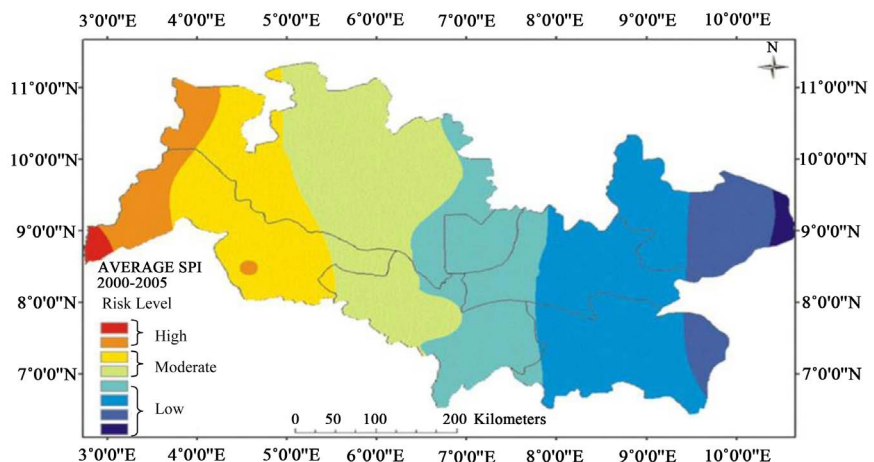 3˚0'0"E 4˚0'0"E 5˚0'0"E 6˚0'0"E 7˚0'0"E 8˚0'0"E 9˚0'0"E 10˚0'0"E
N
11˚0'0"N 11˚0'0"N
10˚0'0"N 10˚0'0"N
9˚0'0"N 9˚0'0"N
AVERAGE SPI
2000-2005
Risk Level
8˚0'0"N 8˚0'0"N
High
Moderate
7˚0'0"N 7˚0'0"N
Low
0 50 100 200 Kilometers
3˚0'0"E 4˚0'0"E 5˚0'0"E 6˚0'0"E 7˚0'0"E 8˚0'0"E 9˚0'0"E 10˚0'0"E